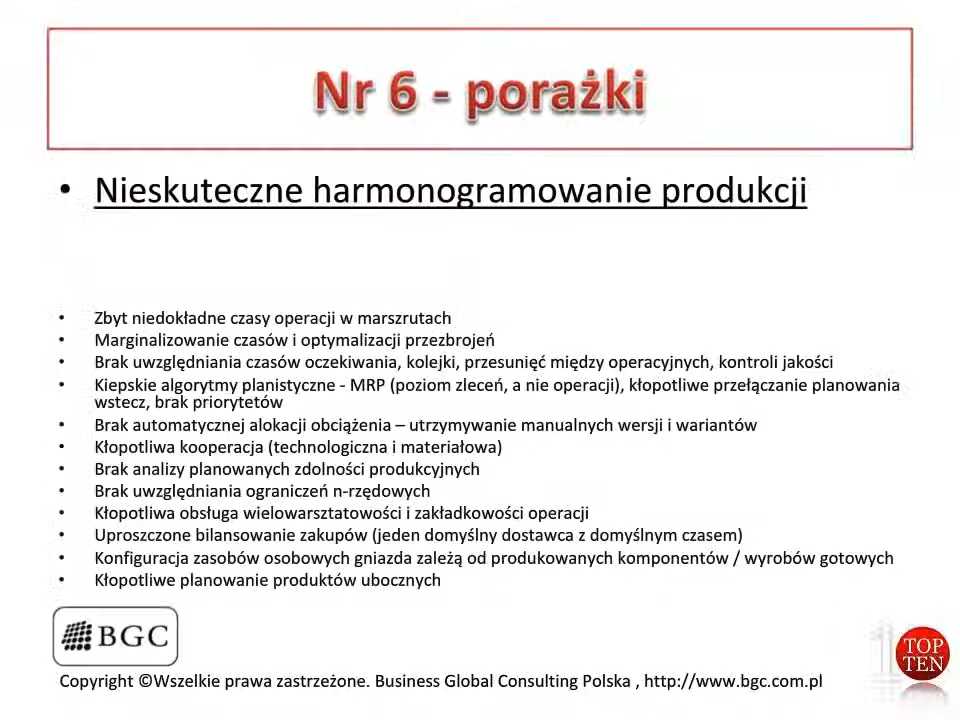 Nr 6 - porażki
• Nieskuteczne harmonogramowanie produkcji
• Zbyt niedokładne czasy operacji w marszrutach
• Marginalizowanie czasów i optymalizacji przezbrojeń
• Brak uwzględniania czasów oczekiwania, kolejki, przesunięć między operacyjnych, kontroli jakości
• Kiepskie algorytmy planistyczne - MRP (poziom zleceń, a nie operacji), kłopotliwe przełączanie planowania
wstecz, brak priorytetów
• Brak automatycznej alokacji obciążenia – utrzymywanie manualnych wersji i wariantów
• Kłopotliwa kooperacja (technologiczna i materiałowa)
• Brak analizy planowanych zdolności produkcyjnych
• Brak uwzględniania ograniczeń n-rzędowych
• Kłopotliwa obsługa wielowarsztatowości i zakładkowości operacji
• Uproszczone bilansowanie zakupów (jeden domyślny dostawca z domyślnym czasem)
• Konfiguracja zasobów osobowych gniazda zależą od produkowanych komponentów / wyrobów gotowych
• Kłopotliwe planowanie produktów ubocznych
BGC
TOP
TEN
Copyright ©Wszelkie prawa zastrzeżone. Business Global Consulting Polska , http://www.bgc.com.pl